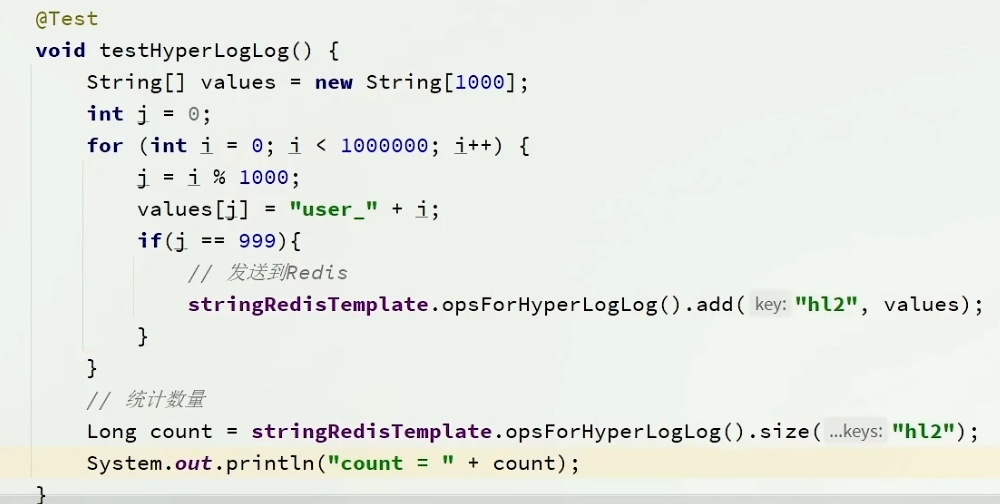 @Test
void testHyperLogLog() {
String[] values = new String[1000];
int j = 0;
for (int i = 0; i < 1000000; i++) {
j = i % 1000;
values[j] = "user_" + i;
if(j == 999){
// 发送到Redis
stringRedisTemplate.opsForHyperLogLog().add( key: "hl2", values);
}
}
// 统计数量
Long count = stringRedisTemplate.opsForHyperLogLog().size( ...keys: "hl2");
System.out.println("count = " + count);
}